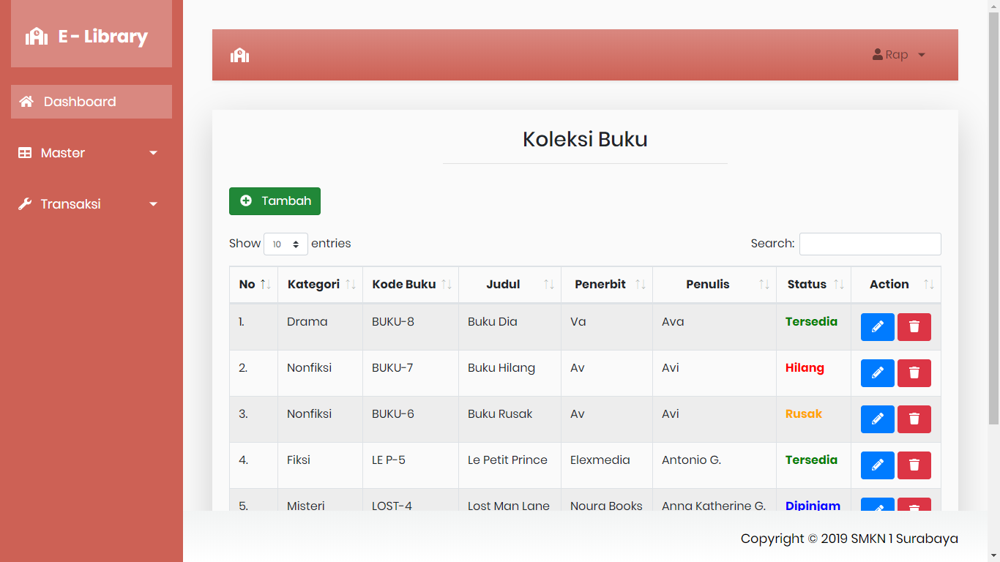 E - Library
Dashboard
Master
Transaksi
Rap
Koleksi Buku
Tambah
Show 10 entries
Search:
No Kategori Kode Buku Judul Penerbit Penulis Status Action
1. Drama BUKU-8 Buku Dia Va Ava Tersedia
2. Nonfiksi BUKU-7 Buku Hilang Av Avi Hilang
3. Nonfiksi BUKU-6 Buku Rusak Av Avi Rusak
4. Fiksi LE P-5 Le Petit Prince Elexmedia Antonio G. Tersedia
5. Misteri LOST-4 Lost Man Lane Noura Books Anna Katherine G. Dipinjam
Copyright © 2019 SMKN 1 Surabaya